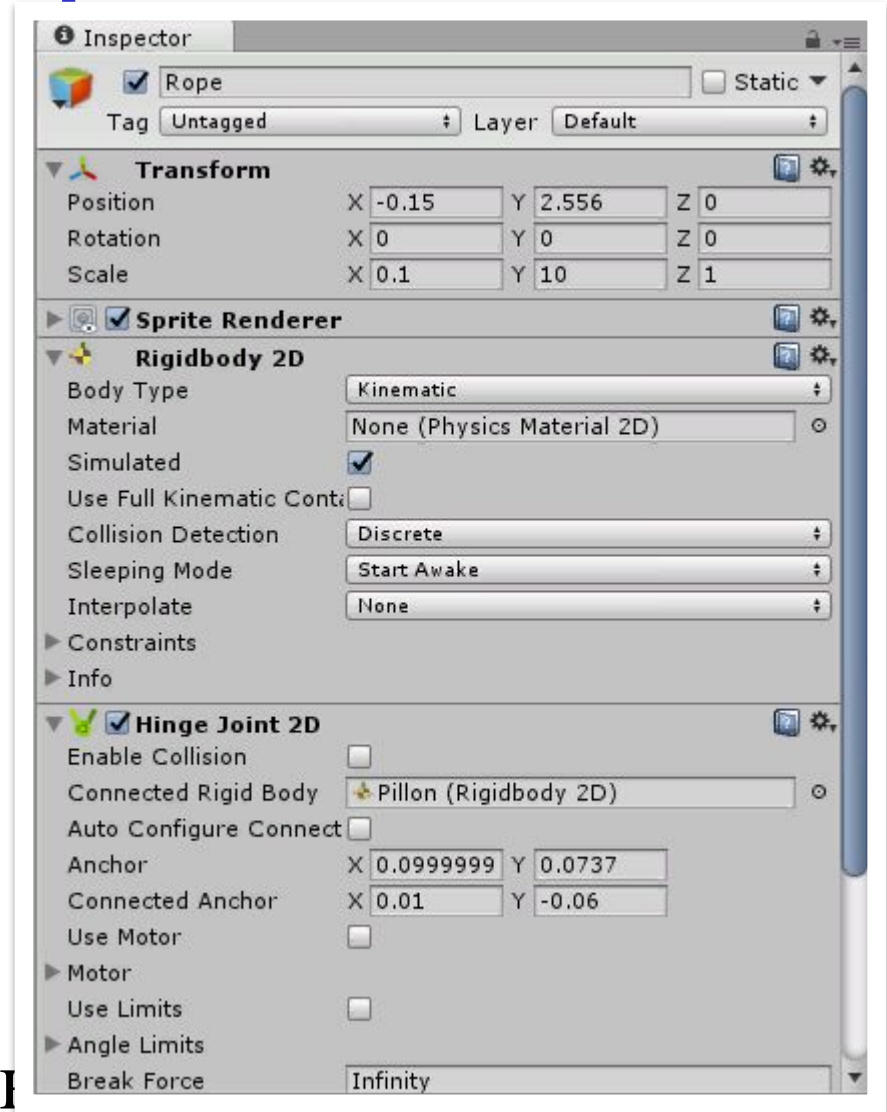 Inspector
Rope Static
Tag Untagged Layer Default
Transform
Position X -0.15 Y 2.556 Z 0
Rotation X 0 Y 0 Z 0
Scale X 0.1 Y 10 Z 1
Sprite Renderer
Rigidbody 2D
Body Type Kinematic
Material None (Physics Material 2D)
Simulated
Use Full Kinematic Conta
Collision Detection Discrete
Sleeping Mode Start Awake
Interpolate None
Constraints
Info
Hinge Joint 2D
Enable Collision
Connected Rigid Body Pillon (Rigidbody 2D)
Auto Configure Connect
Anchor X 0.0999999 Y 0.0737
Connected Anchor X 0.01 Y -0.06
Use Motor
Motor
Use Limits
Angle Limits
Break Force Infinity